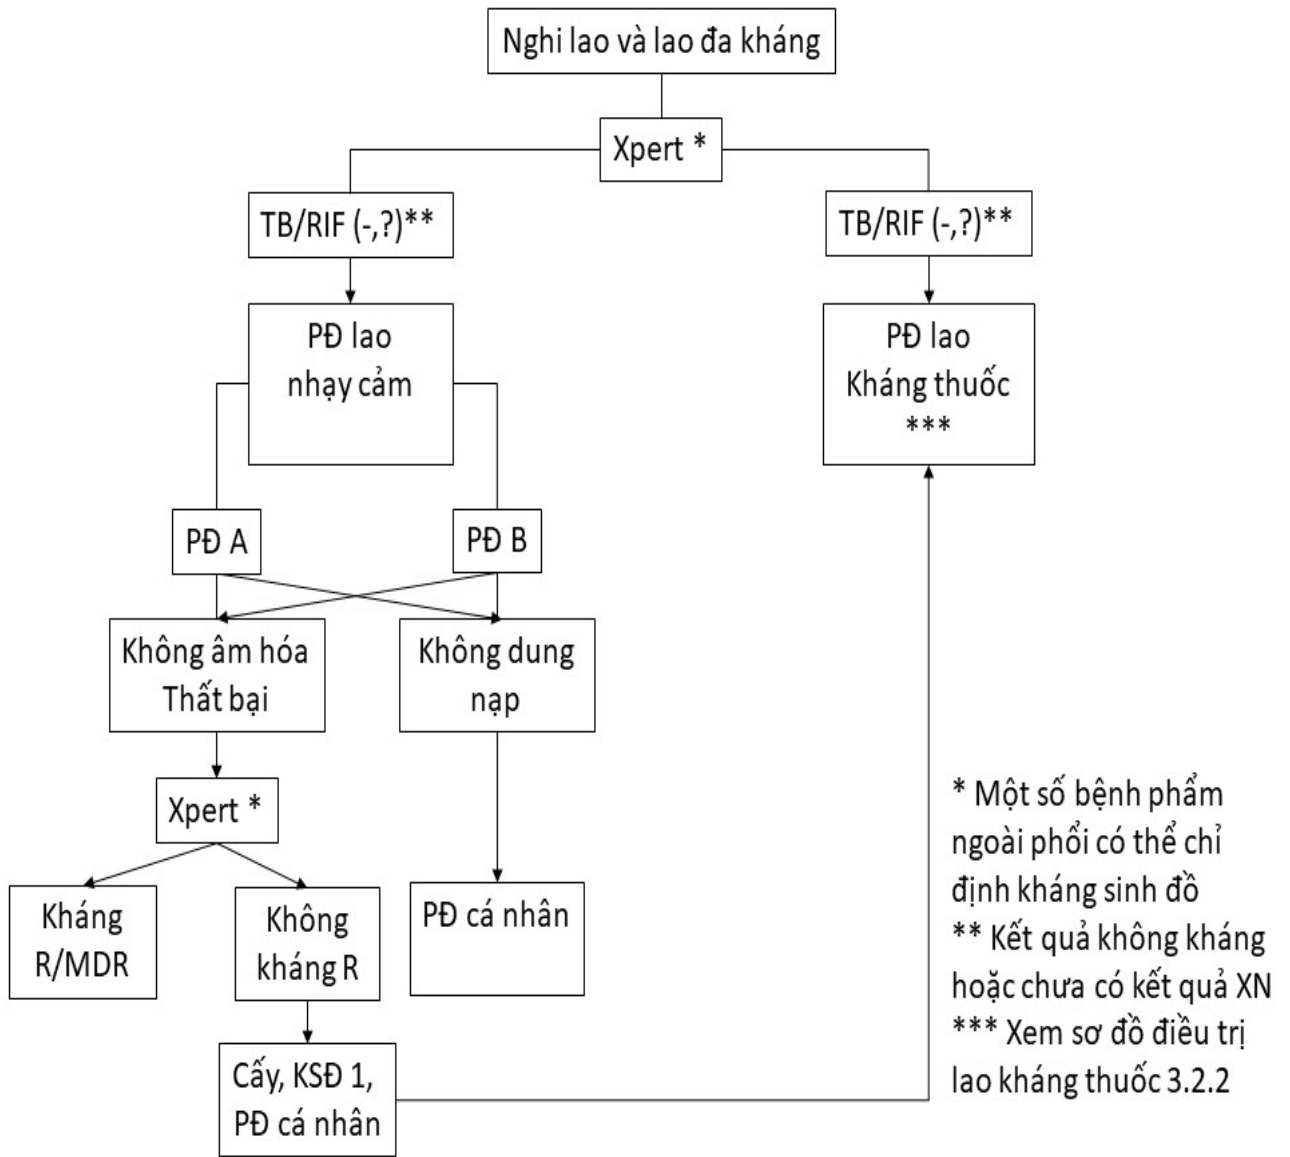 Nghi lao và lao đa kháng
Xpert *
TB/RIF (-,?)**
TB/RIF (-,?)**
PĐ lao
nhạy cảm
PĐ lao
Kháng thuốc
***
PĐ A
PĐ B
Không âm hóa
Thất bại
Không dung
nạp
Xpert *
Kháng
R/MDR
Không
kháng R
PĐ cá nhân
Cấy, KSĐ 1,
PĐ cá nhân
* Một số bệnh phẩm
ngoài phổi có thể chỉ
định kháng sinh đồ
** Kết quả không kháng
hoặc chưa có kết quả XN
*** Xem sơ đồ điều trị
lao kháng thuốc 3.2.2